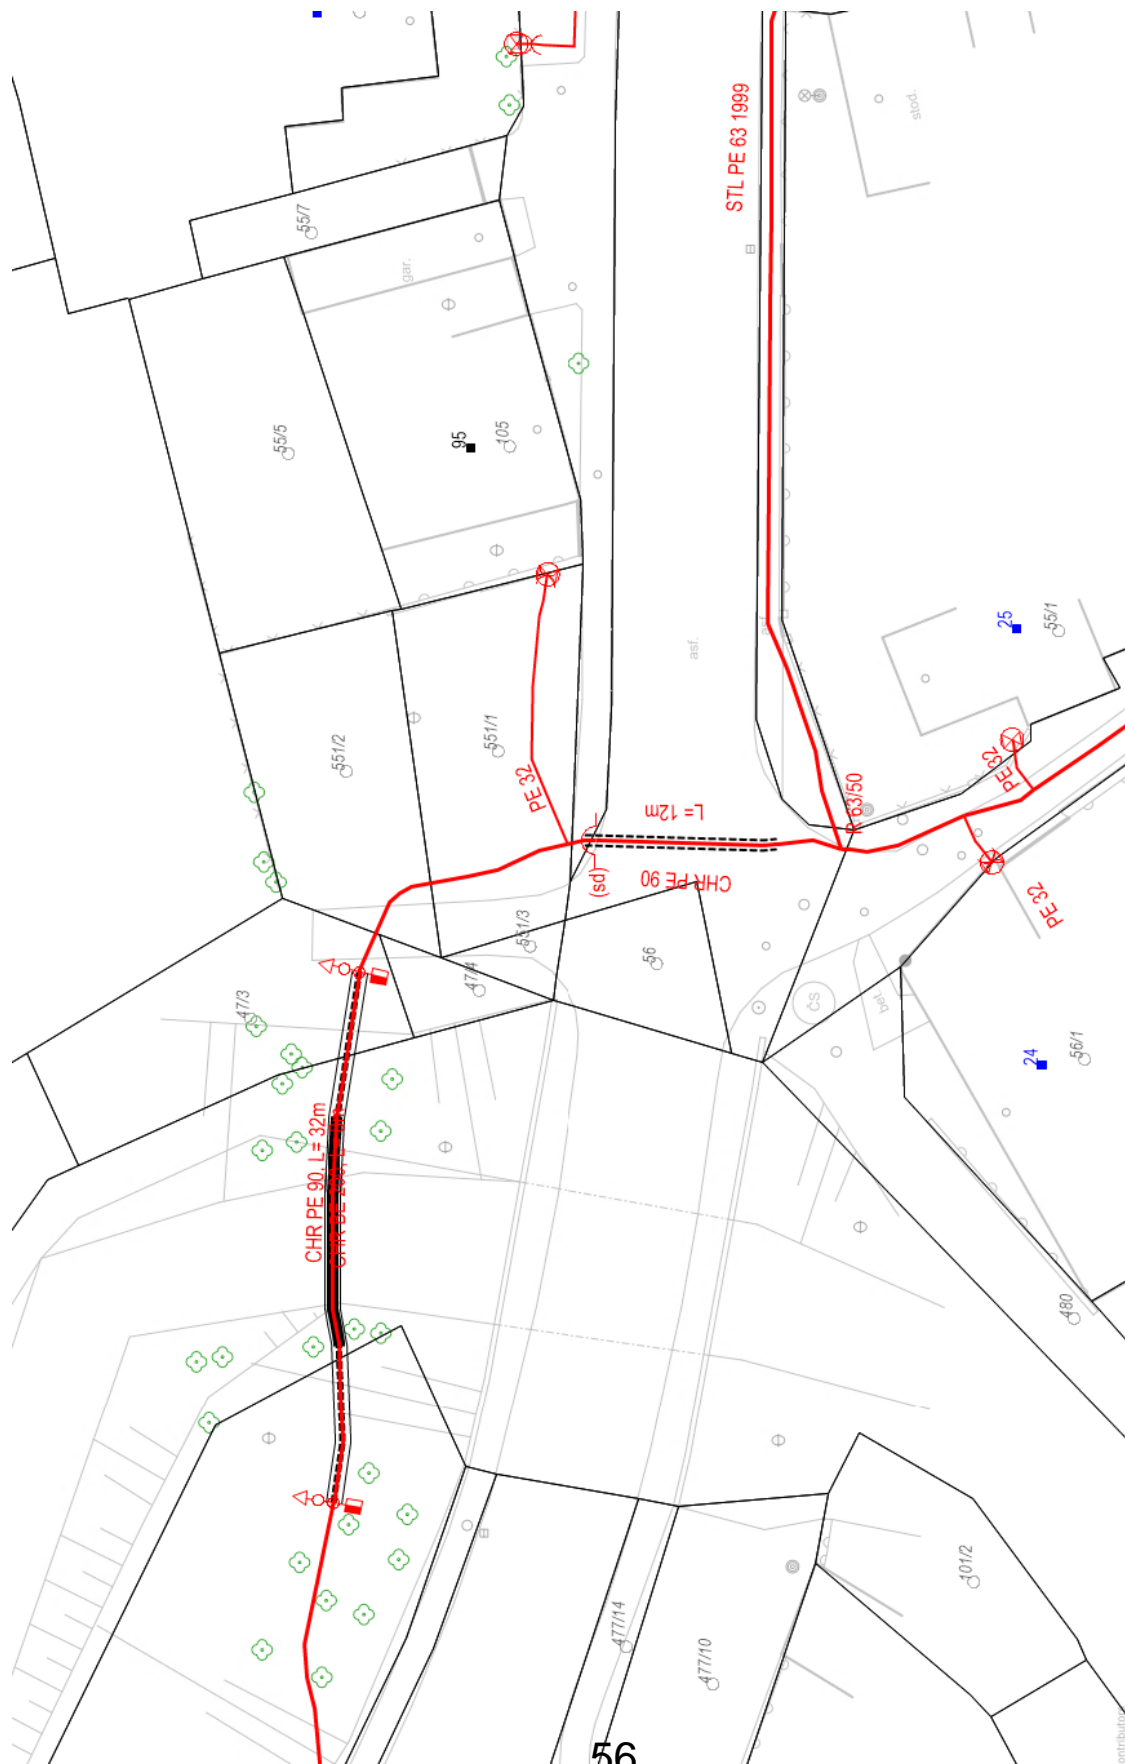 STL PE 63 1999
stod.
55/7
gar.
55/5
95
105
asf.
25
55/1
551/2
551/1
PE 32
L= 12m
R 63/50
PE 32
(sd)
CHR PE 90
PE 32
551/3
56
47/4
47/3
CS
bet.
24
56/1
CHR PE 90, L= 32m
480
101/2
477/14
477/10
56